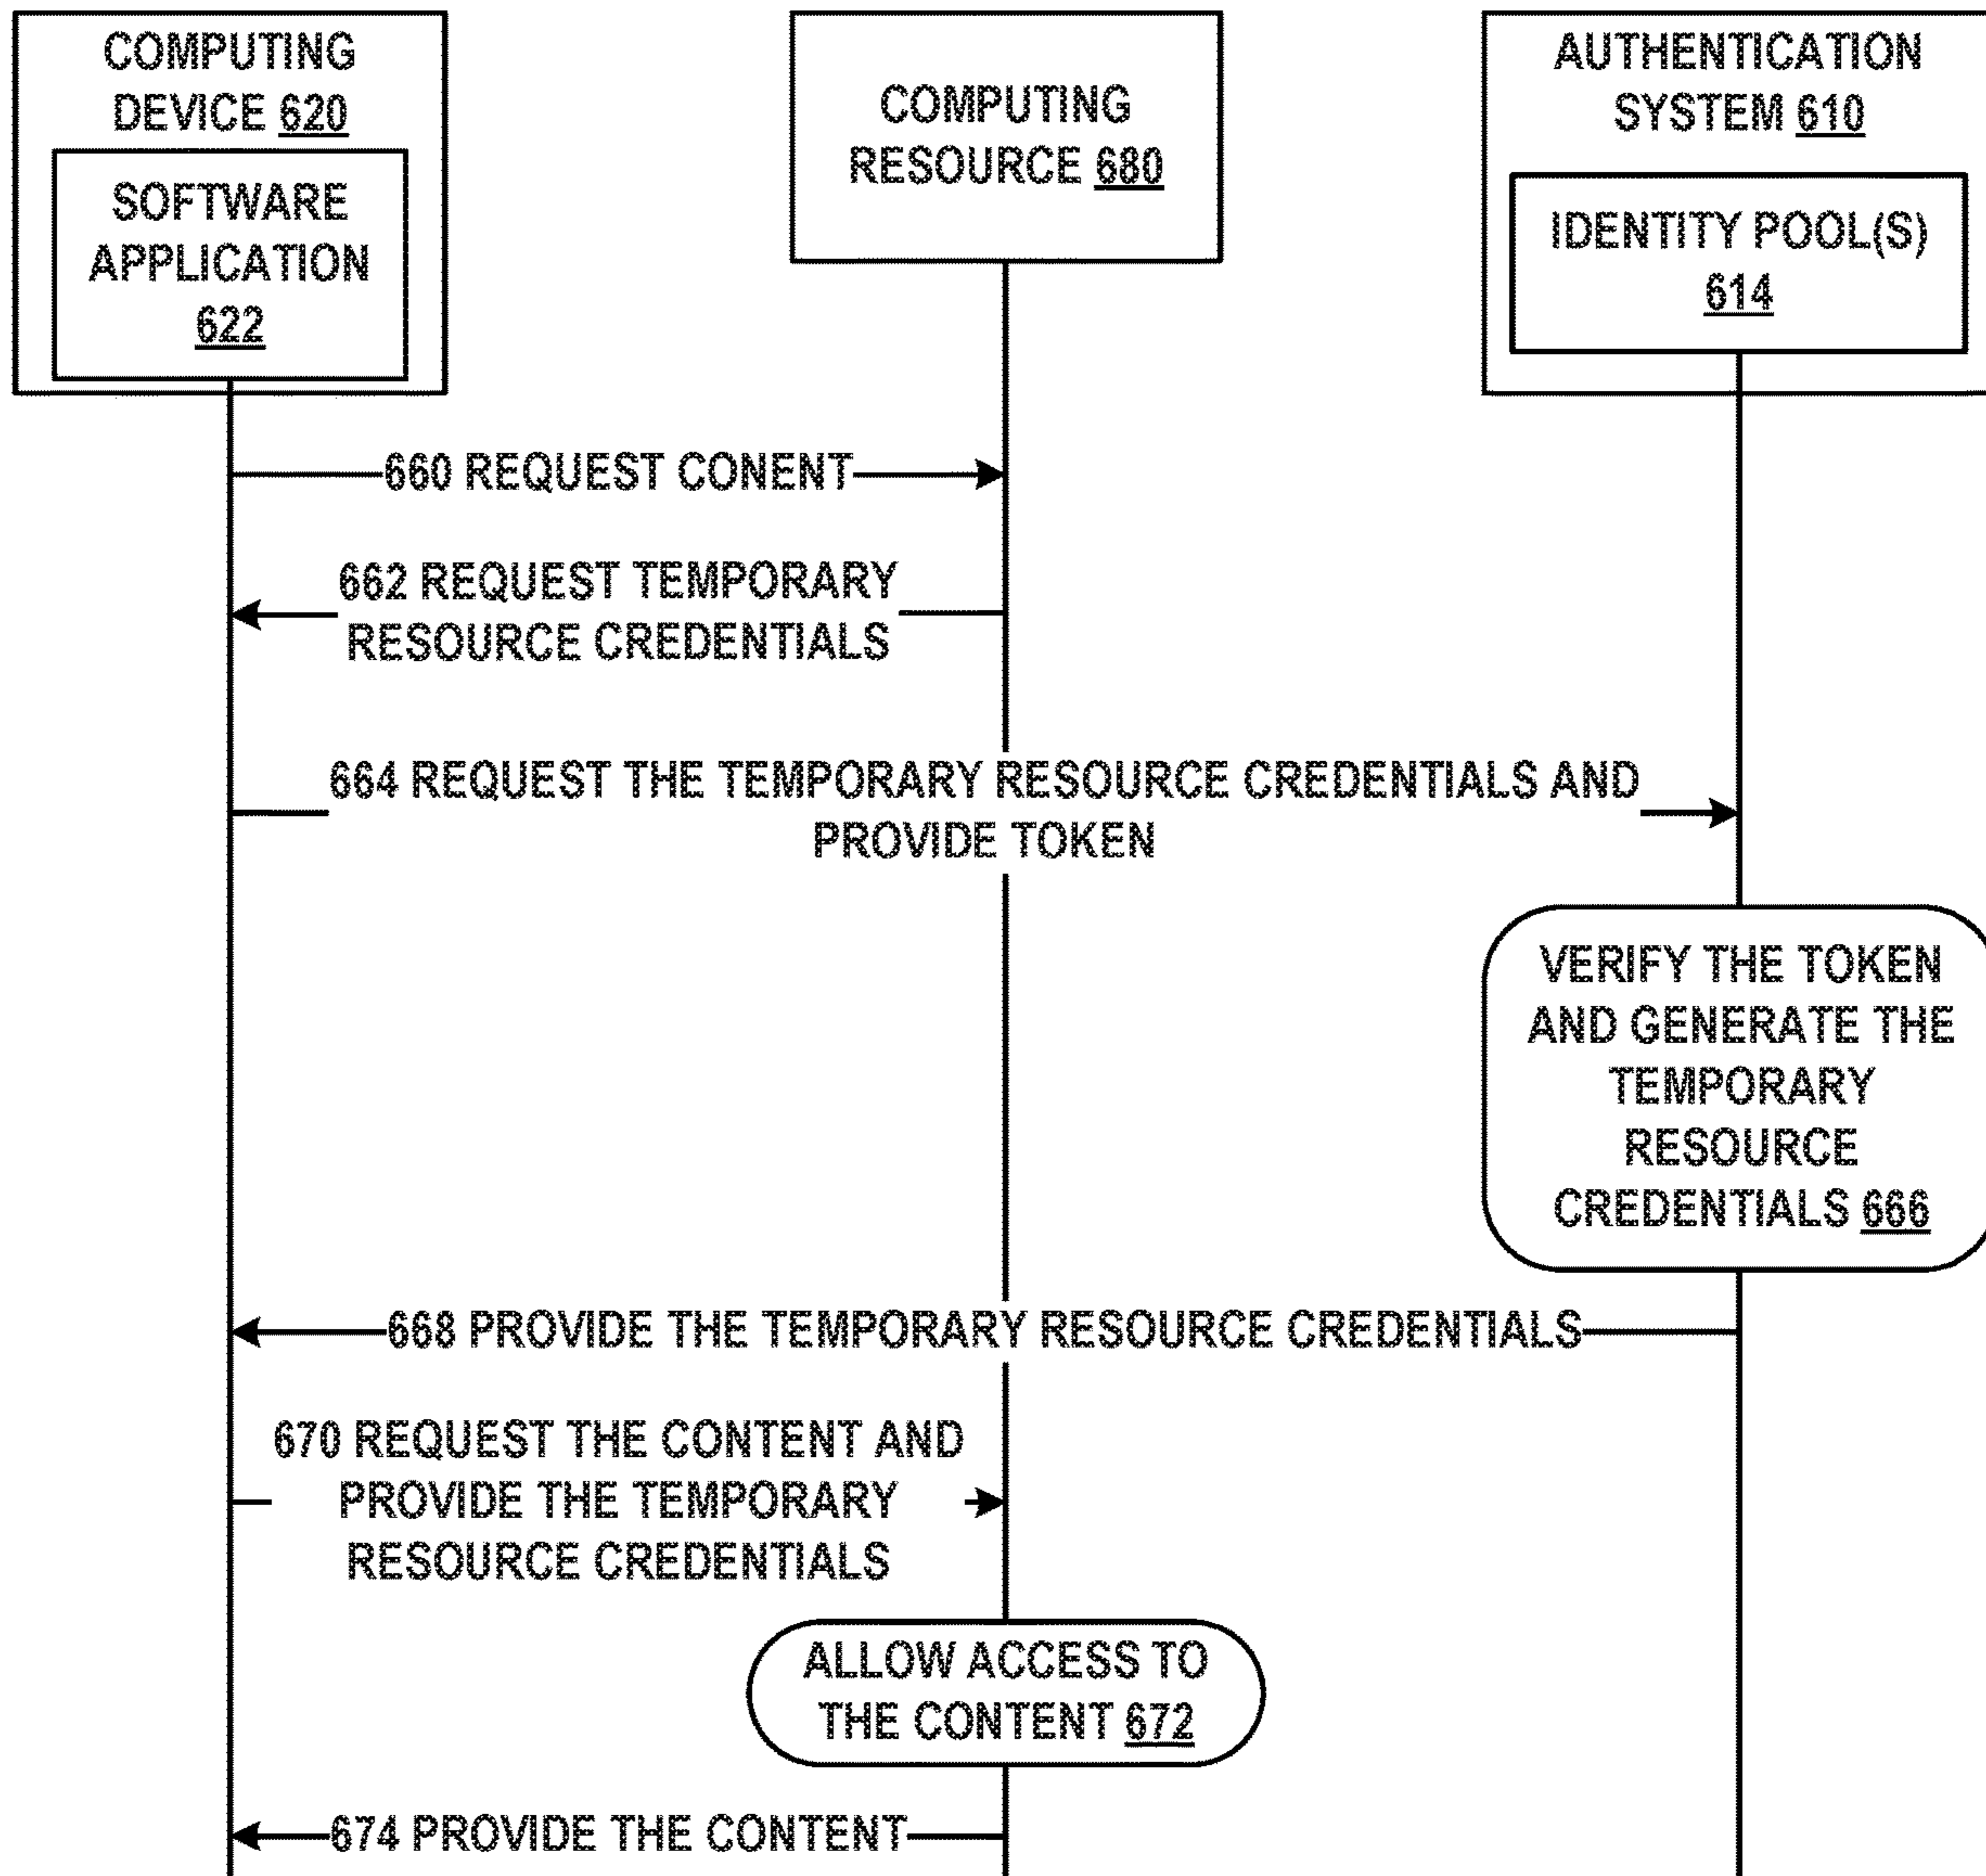 COMPUTING
DEVICE 620
SOFTWARE
APPLICATION
622
COMPUTING
RESOURCE 680
AUTHENTICATION
SYSTEM 610
IDENTITY POOL(S)
614
660 REQUEST CONENT
662 REQUEST TEMPORARY
RESOURCE CREDENTIALS
664 REQUEST THE TEMPORARY RESOURCE CREDENTIALS AND
PROVIDE TOKEN
VERIFY THE TOKEN
AND GENERATE THE
TEMPORARY
RESOURCE
CREDENTIALS 666
668 PROVIDE THE TEMPORARY RESOURCE CREDENTIALS
670 REQUEST THE CONTENT AND
PROVIDE THE TEMPORARY
RESOURCE CREDENTIALS
ALLOW ACCESS TO
THE CONTENT 672
674 PROVIDE THE CONTENT